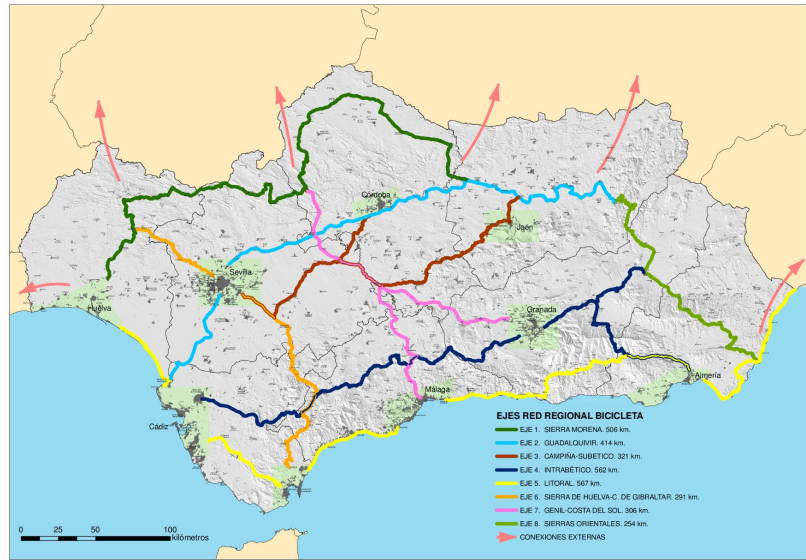 Córdoba
Jaén
Sevilla
Huelva
Granada
Almería
Málaga
Cádiz
EJES RED REGIONAL BICICLETA
EJE 1. SIERRA MORENA. 506 km.
EJE 2. GUADALQUIVIR. 414 km.
EJE 3. CAMPIÑA-SUBETICO. 321 km.
EJE 4. INTRABÉTICO. 562 km.
EJE 5. LITORAL. 567 km.
EJE 6. SIERRA DE HUELVA-C. DE GIBRALTAR. 291 km.
EJE 7. GENIL-COSTA DEL SOL. 306 km.
EJE 8. SIERRAS ORIENTALES. 254 km.
CONEXIONES EXTERNAS
0 25 50 100
kilómetros